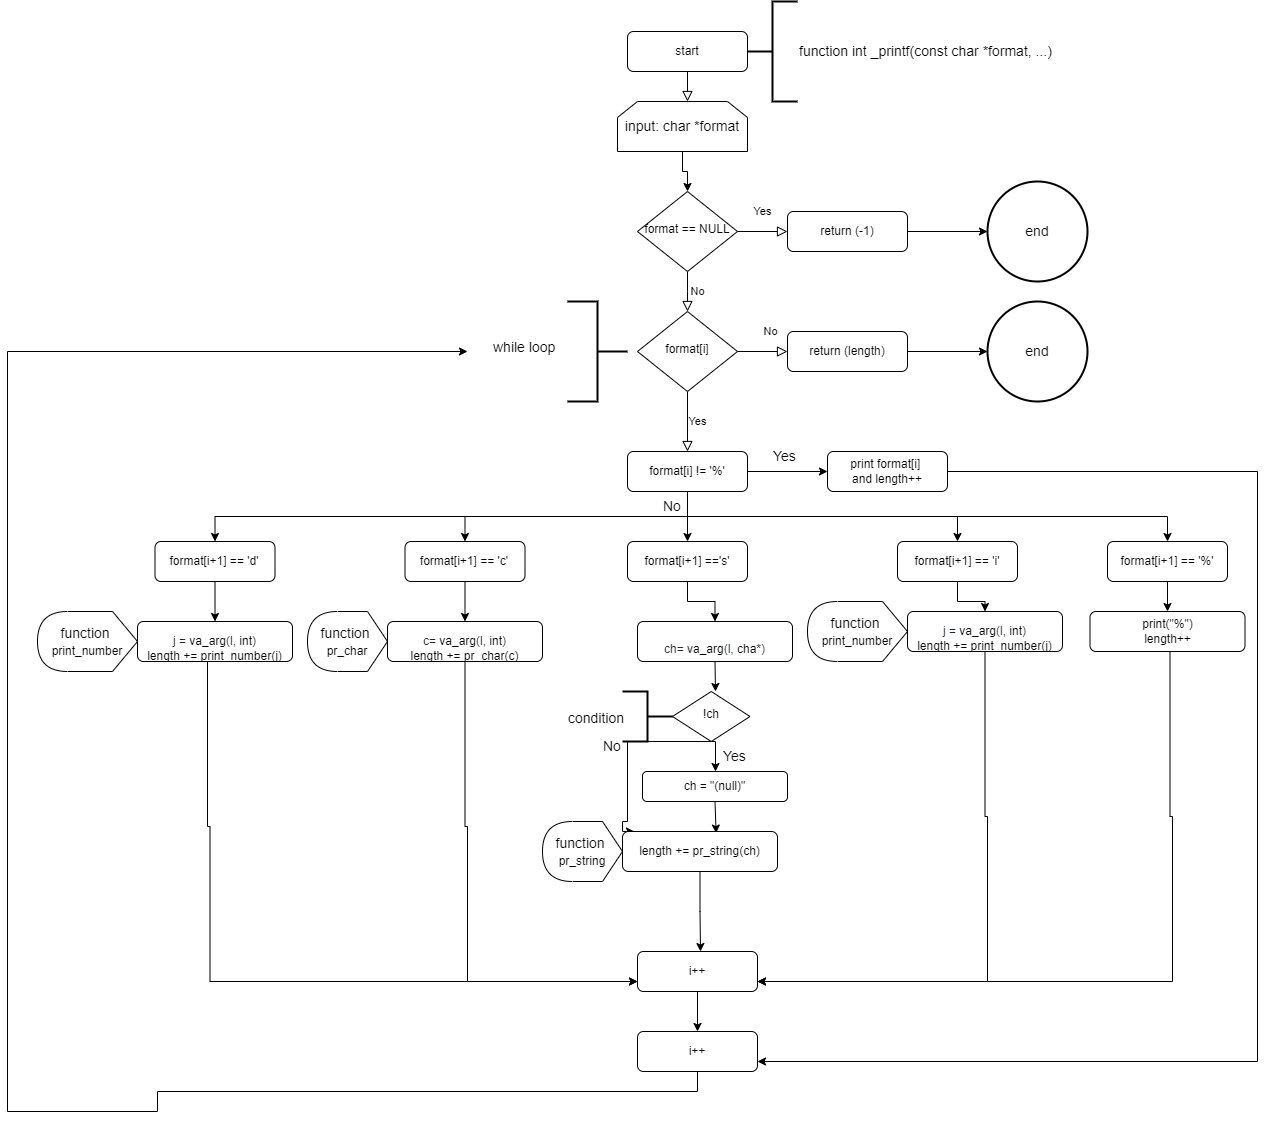 start
function int _printf(const char *format, ...)
input: char *format
format == NULL
Yes
return (-1)
end
No
while loop
format[i]
No
return (length)
end
Yes
format[i] != '%'
Yes
print format[i]
and length++
No
format[i+1] == 'd'
format[i+1] == 'c'
format[i+1] =='s'
format[i+1] == 'i'
format[i+1] == '%'
function
print_number
j = va_arg(l, int)
length += print_number(j)
function
pr_char
c= va_arg(l, int)
length += pr_char(c)
ch= va_arg(l, cha*)
function
print_number
j = va_arg(l, int)
length += print_number(j)
print("%")
length++
condition
!ch
No
Yes
ch = "(null)"
function
pr_string
length += pr_string(ch)
i++
i++